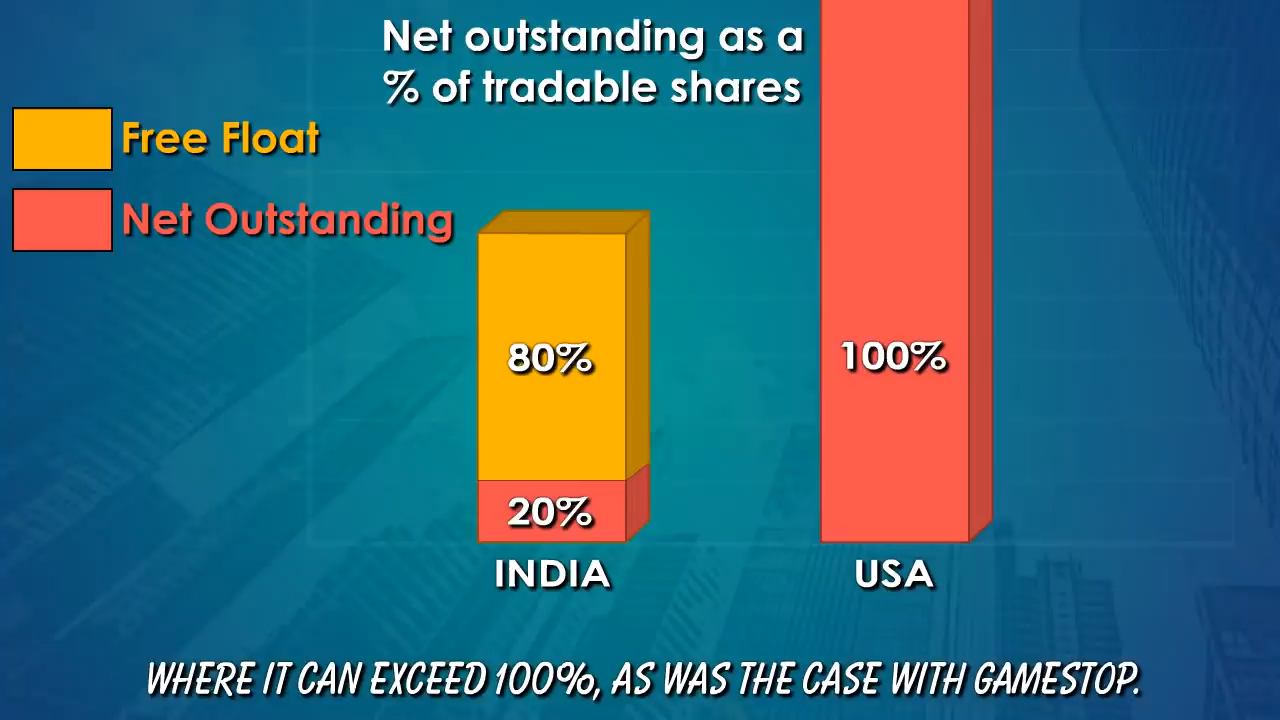 Net outstanding as a
% of tradable shares
Free Float
Net Outstanding
80%
100%
20%
INDIA
USA
WHERE IT CAN EXCEED 100%, AS WAS THE CASE WITH GAMESTOP.